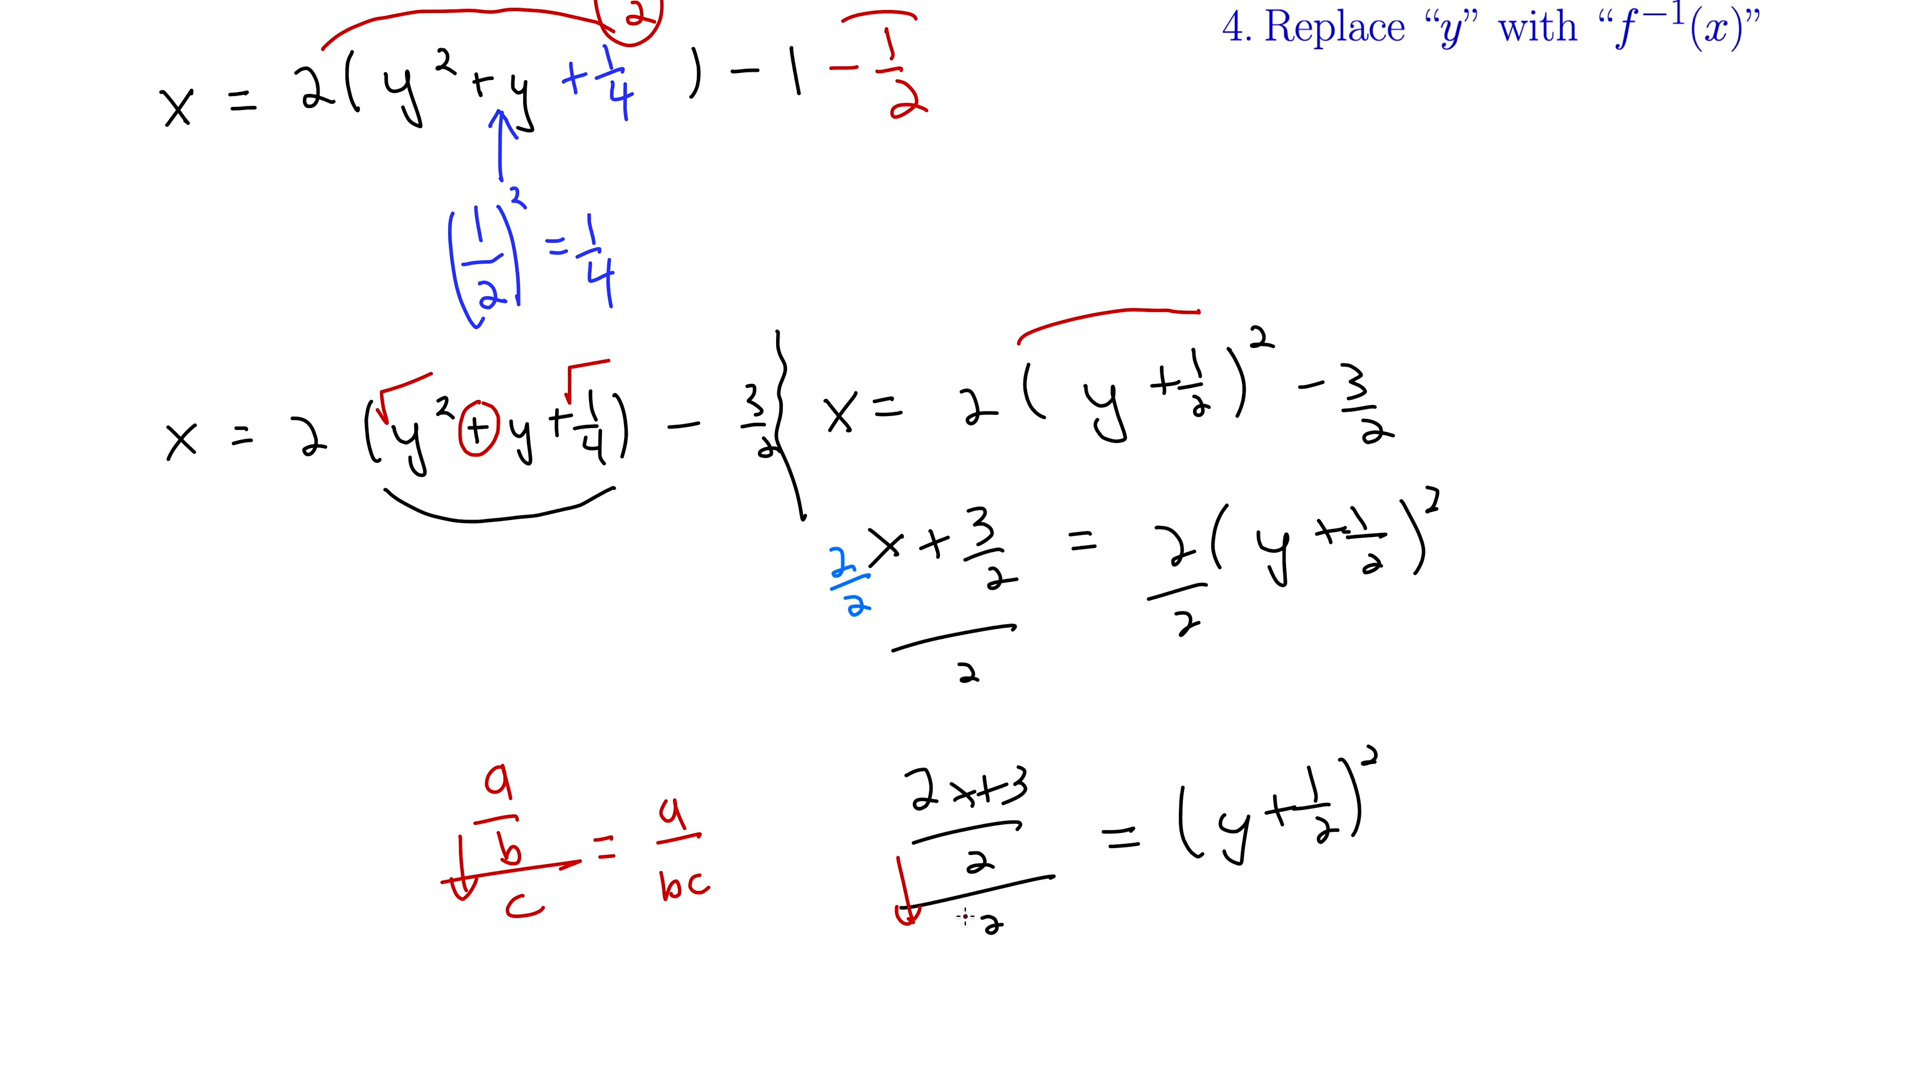 4. Replace “y” with “f⁻¹(x)”
2
x = 2(y² + y + 1/4) − 1 − 1/2
(1/2)² = 1/4
x = 2(y² + y + 1/4) − 3/2
x = 2(y + 1/2)² − 3/2
2/2 x + 3/2 = 2(y + 1/2)²
2 2
a/b/c = a/bc
2x+3/2/2 = (y + 1/2)²